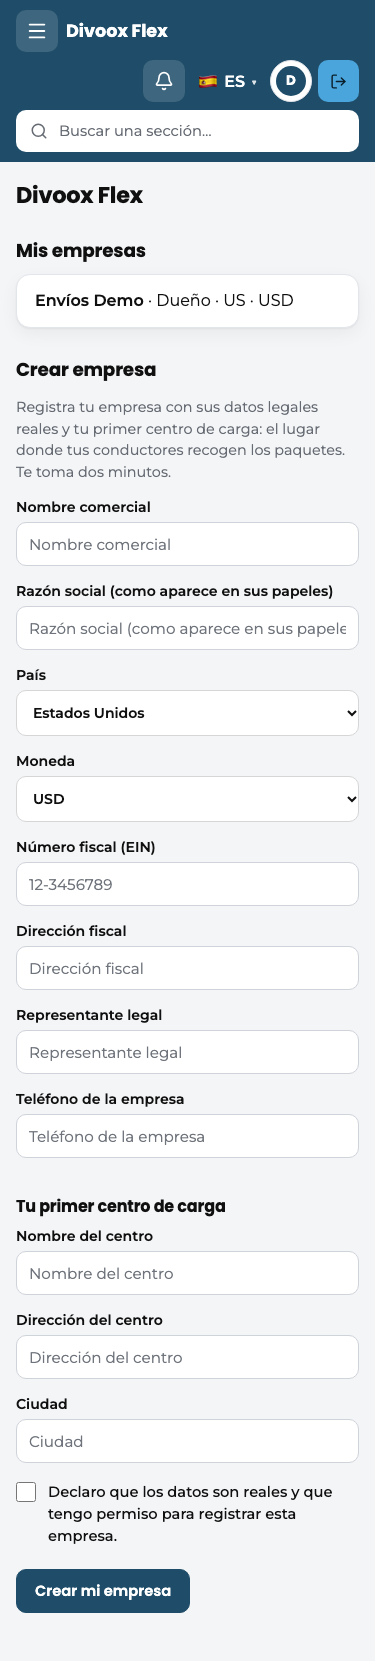 Divoox Flex
🇪🇸 ES ▾
D
Buscar una sección...
Divoox Flex
Mis empresas
Envíos Demo · Dueño · US · USD
Crear empresa
Registra tu empresa con sus datos legales
reales y tu primer centro de carga: el lugar
donde tus conductores recogen los paquetes.
Te toma dos minutos.
Nombre comercial
Nombre comercial
Razón social (como aparece en sus papeles)
Razón social (como aparece en sus papele
País
Estados Unidos
Moneda
USD
Número fiscal (EIN)
12-3456789
Dirección fiscal
Dirección fiscal
Representante legal
Representante legal
Teléfono de la empresa
Teléfono de la empresa
Tu primer centro de carga
Nombre del centro
Nombre del centro
Dirección del centro
Dirección del centro
Ciudad
Ciudad
Declaro que los datos son reales y que
tengo permiso para registrar esta
empresa.
Crear mi empresa